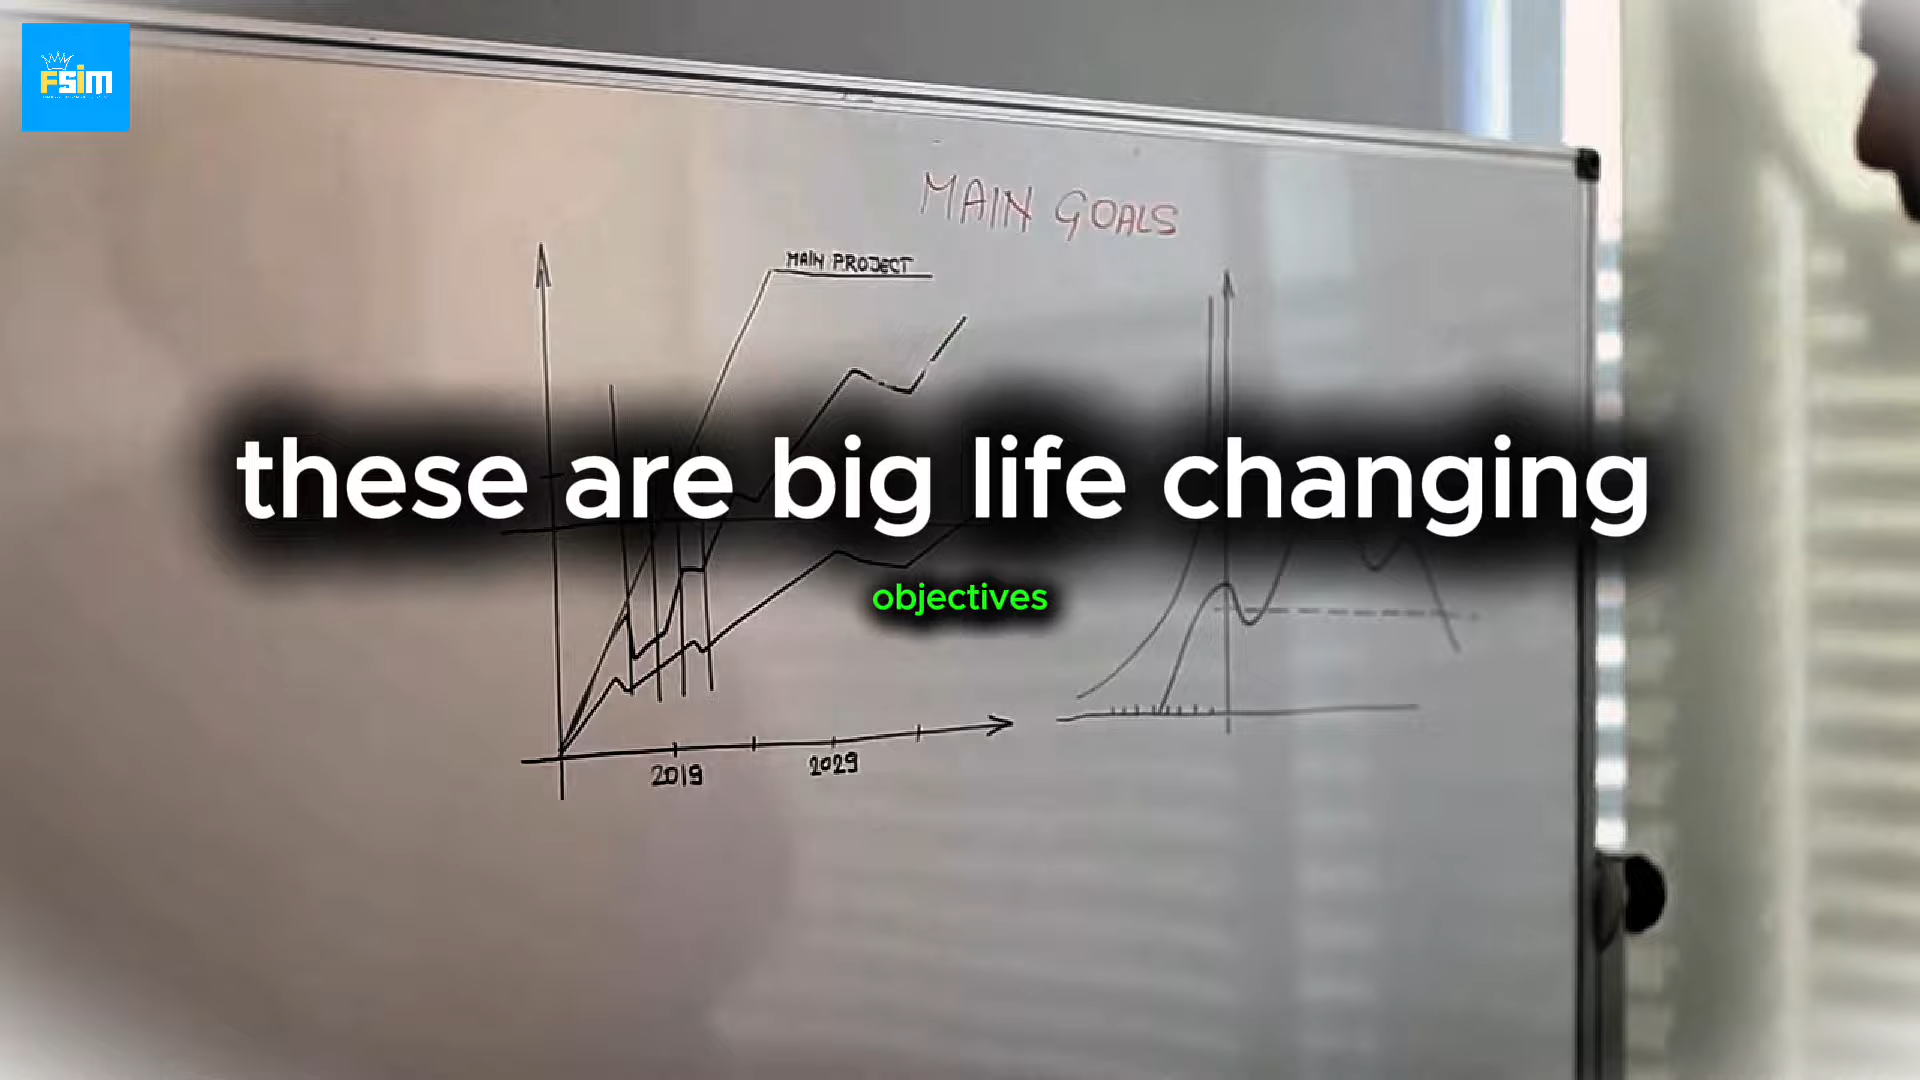 FSIM
MAIN GOALS
MAIN PROJECT
these are big life changing
objectives
2019
2029